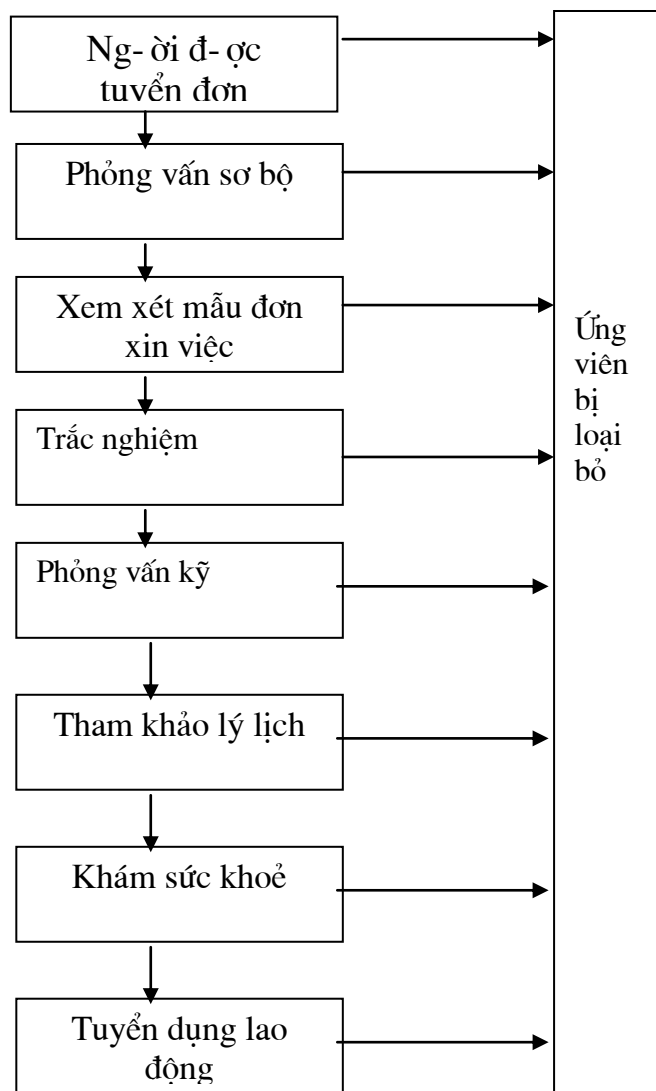 Ng- ời đ- ợc
tuyển đơn
Phỏng vấn sơ bộ
Xem xét mẫu đơn
xin việc
Trắc nghiệm
Phỏng vấn kỹ
Tham khảo lý lịch
Khám sức khoẻ
Tuyển dụng lao
động
Ứng
viên
bị
loại
bỏ